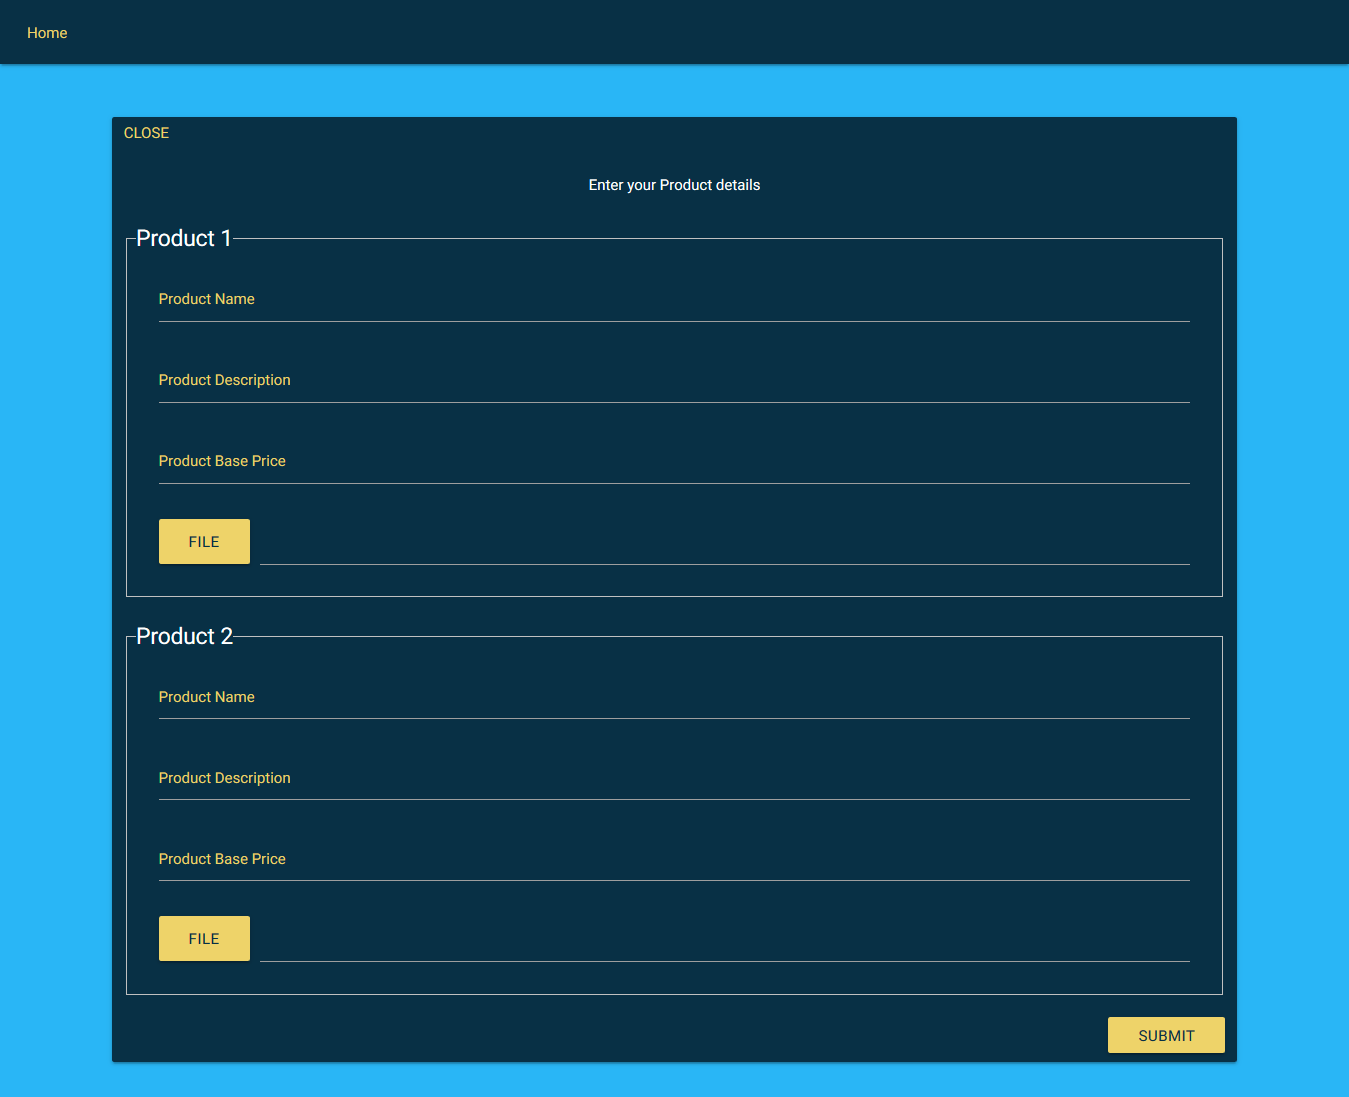 Home
CLOSE
Enter your Product details
Product 1
Product Name
Product Description
Product Base Price
FILE
Product 2
Product Name
Product Description
Product Base Price
FILE
SUBMIT